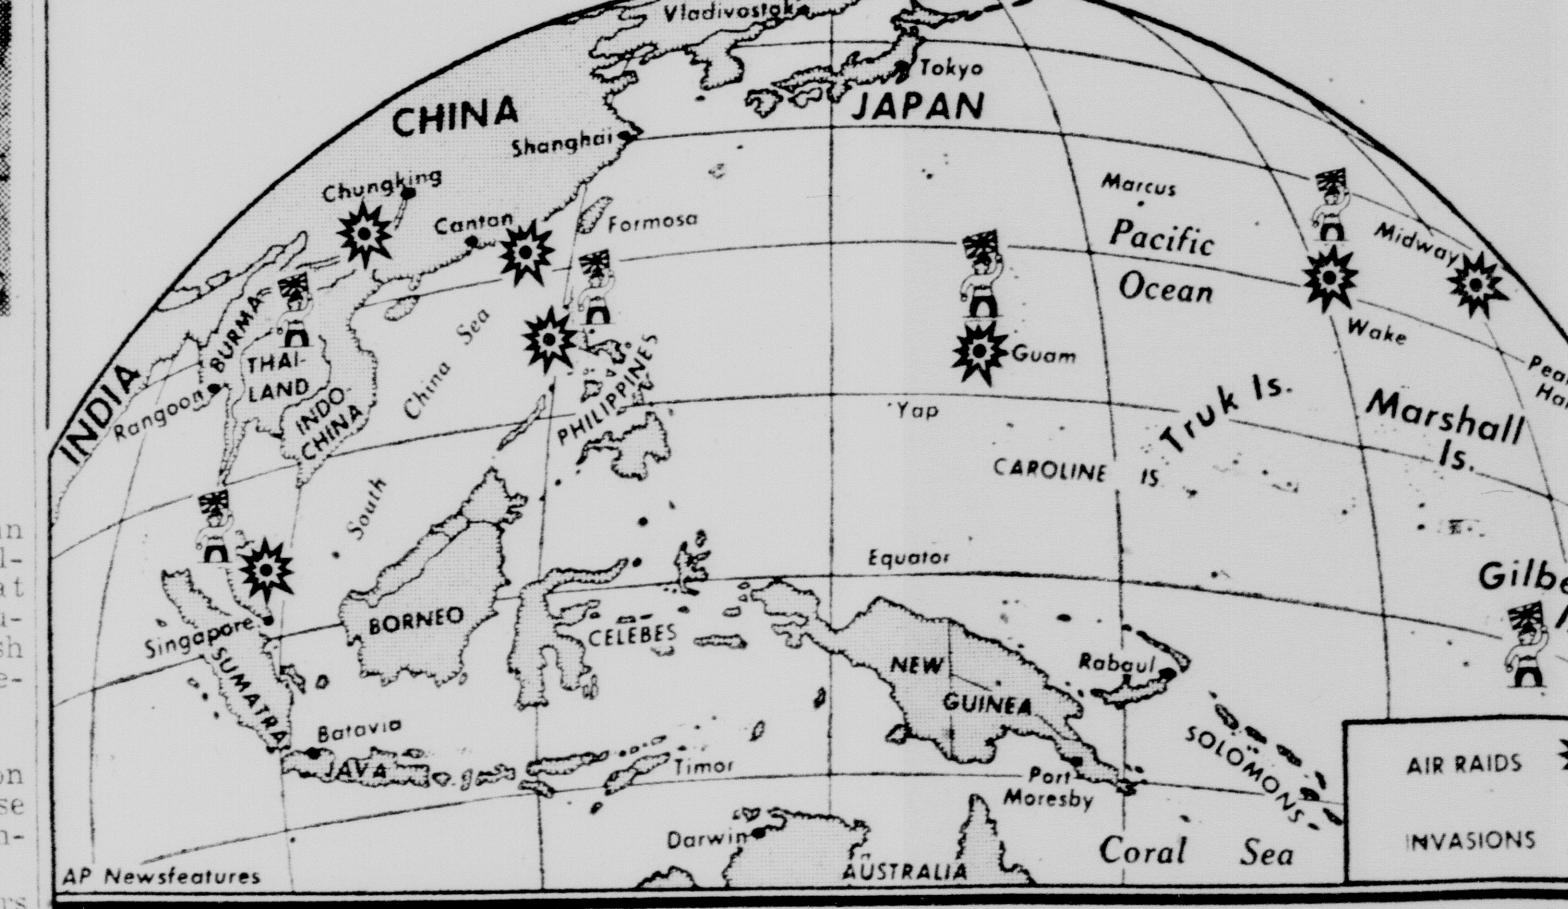 Vladivostok
Tokyo
JAPAN
CHINA
Shanghai
Chungking
Canton
Formosa
Marcus
Pacific
Ocean
Midway
Wake
Guam
INDIA
BURMA
THAI-
LAND
Rangoon
INDO
CHINA
South
China
Sea
PHILIPPINES
Yap
CAROLINE IS
Truk Is.
Marshall
Is.
Equator
Singapore
SUMATRA
BORNEO
CELEBES
NEW
GUINEA
Rabaul
SOLOMONS
Batavia
JAVA
Timor
Port
Moresby
Darwin
AUSTRALIA
Coral Sea
AIR RAIDS
INVASIONS
AP Newsfeatures